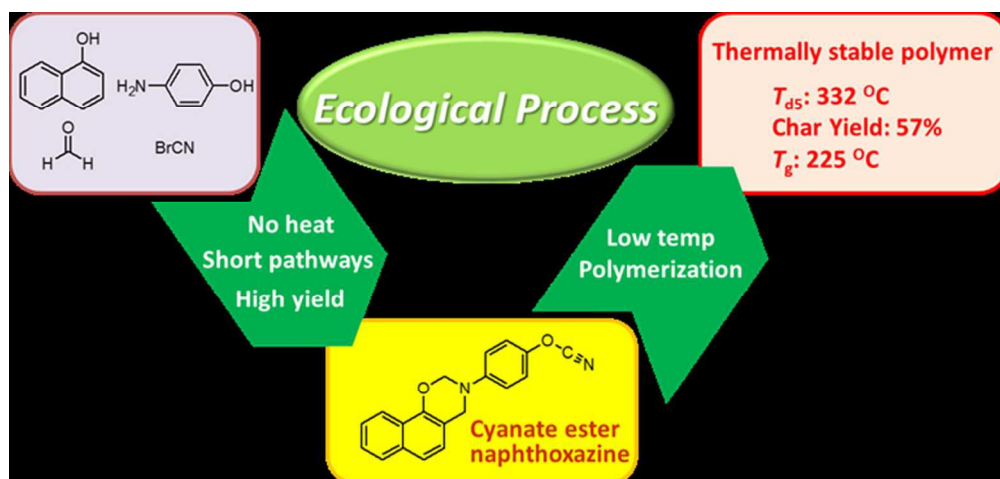 OH
H₂N
OH
O
H H
BrCN
Ecological Process
Thermally stable polymer
Td5: 332 ᴼC
Char Yield: 57%
Tg: 225 ᴼC
No heat
Short pathways
High yield
Low temp
Polymerization
O
C
N
O
N
Cyanate ester
naphthoxazine